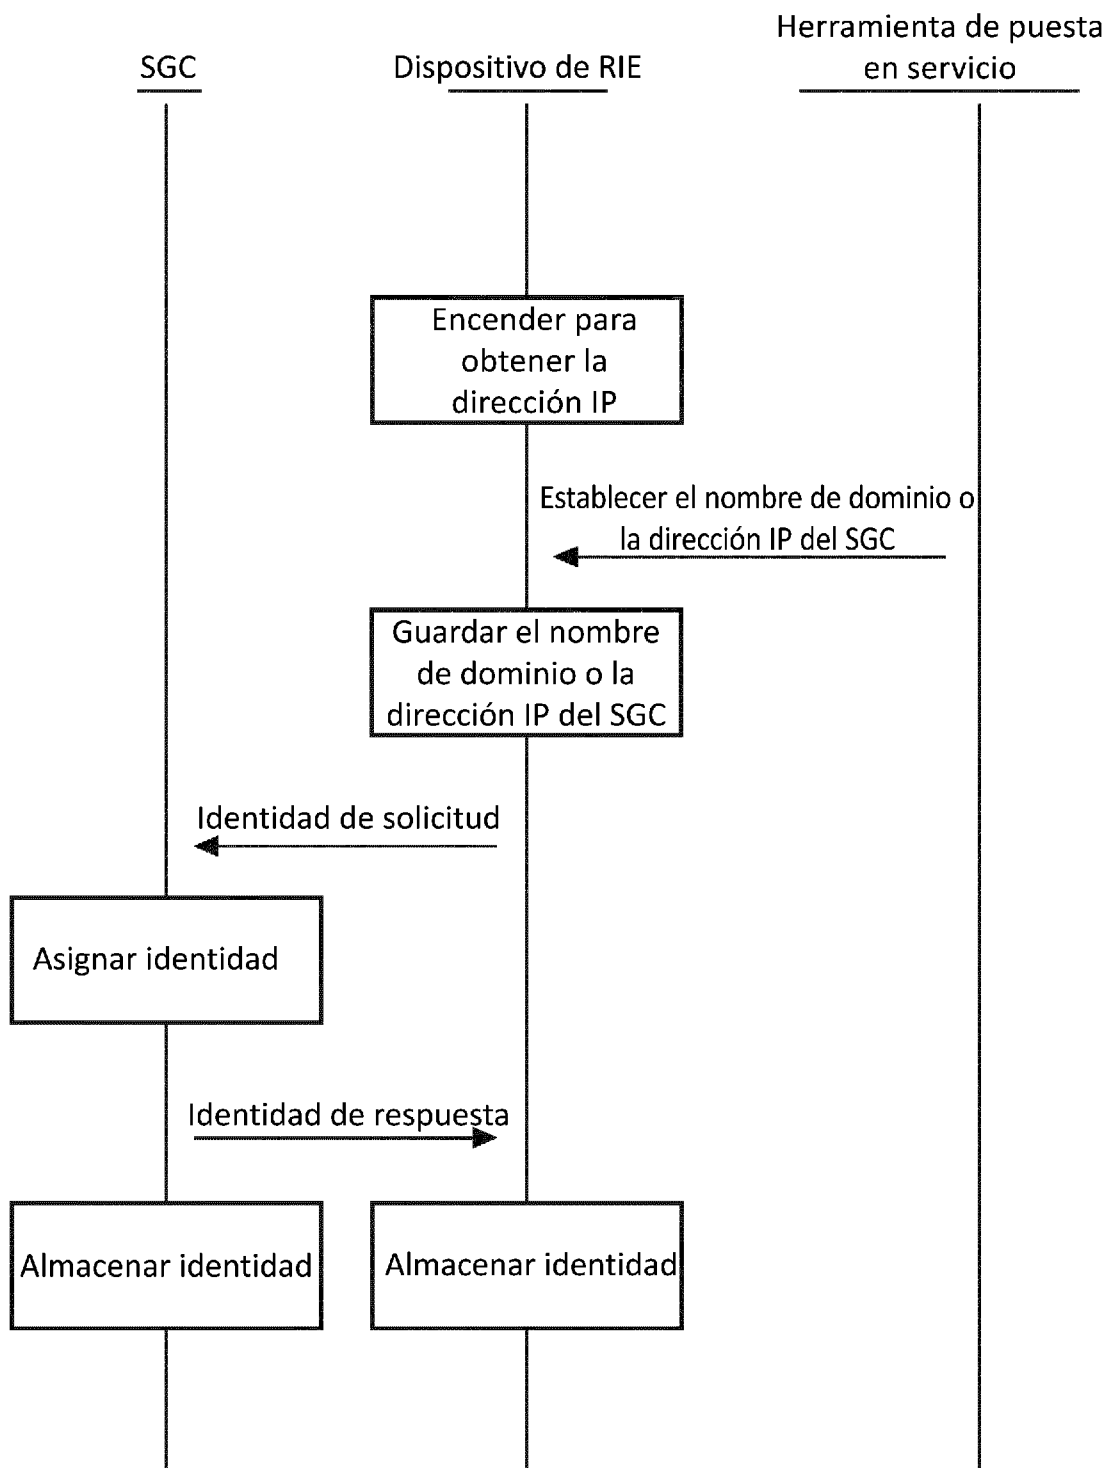 SGC
Dispositivo de RIE
Herramienta de puesta
en servicio
Encender para
obtener la
dirección IP
Establecer el nombre de dominio o
la dirección IP del SGC
Guardar el nombre
de dominio o la
dirección IP del SGC
Identidad de solicitud
Asignar identidad
Identidad de respuesta
Almacenar identidad
Almacenar identidad